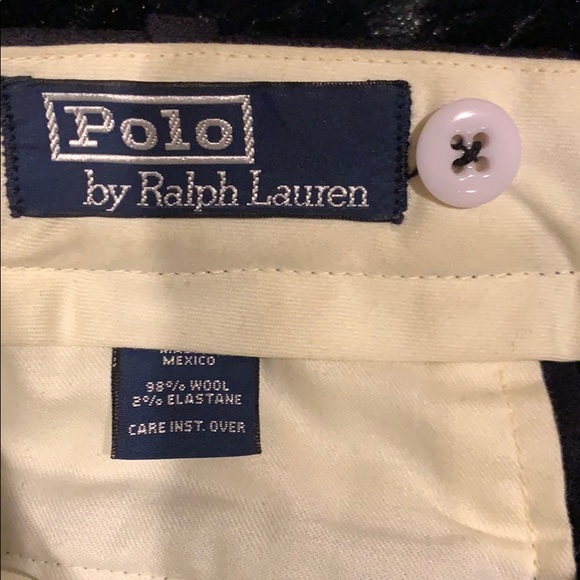 Polo
by Ralph Lauren
MEXICO
98% WOOL
2% ELASTANE
CARE INST. OVER